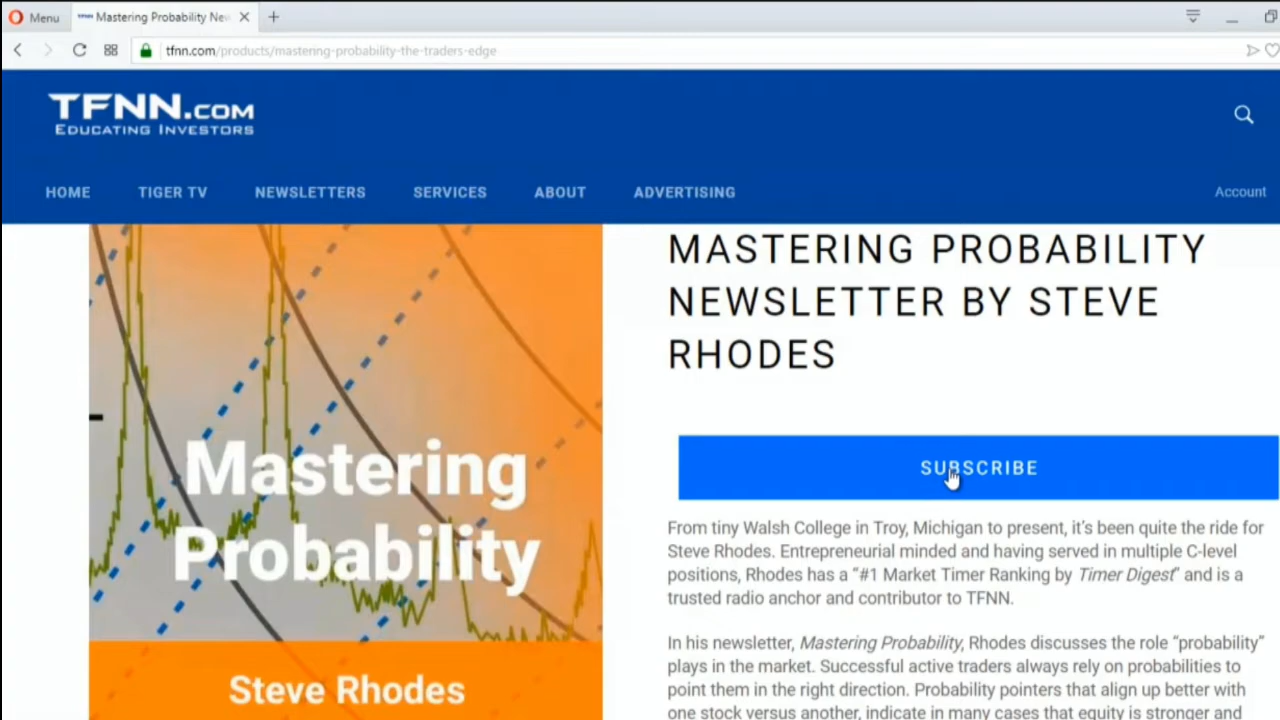 Menu
Mastering Probability New
tfnn.com/products/mastering-probability-the-traders-edge
TFNN.COM
EDUCATING INVESTORS
HOME TIGER TV NEWSLETTERS SERVICES ABOUT ADVERTISING Account
Mastering
Probability
Steve Rhodes
MASTERING PROBABILITY
NEWSLETTER BY STEVE
RHODES
SUBSCRIBE
From tiny Walsh College in Troy, Michigan to present, it's been quite the ride for
Steve Rhodes. Entrepreneurial minded and having served in multiple C-level
positions, Rhodes has a "#1 Market Timer Ranking by Timer Digest" and is a
trusted radio anchor and contributor to TFNN.
In his newsletter, Mastering Probability, Rhodes discusses the role "probability"
plays in the market. Successful active traders always rely on probabilities to
point them in the right direction. Probability pointers that align up better with
one stock versus another, indicate in many cases that equity is stronger and